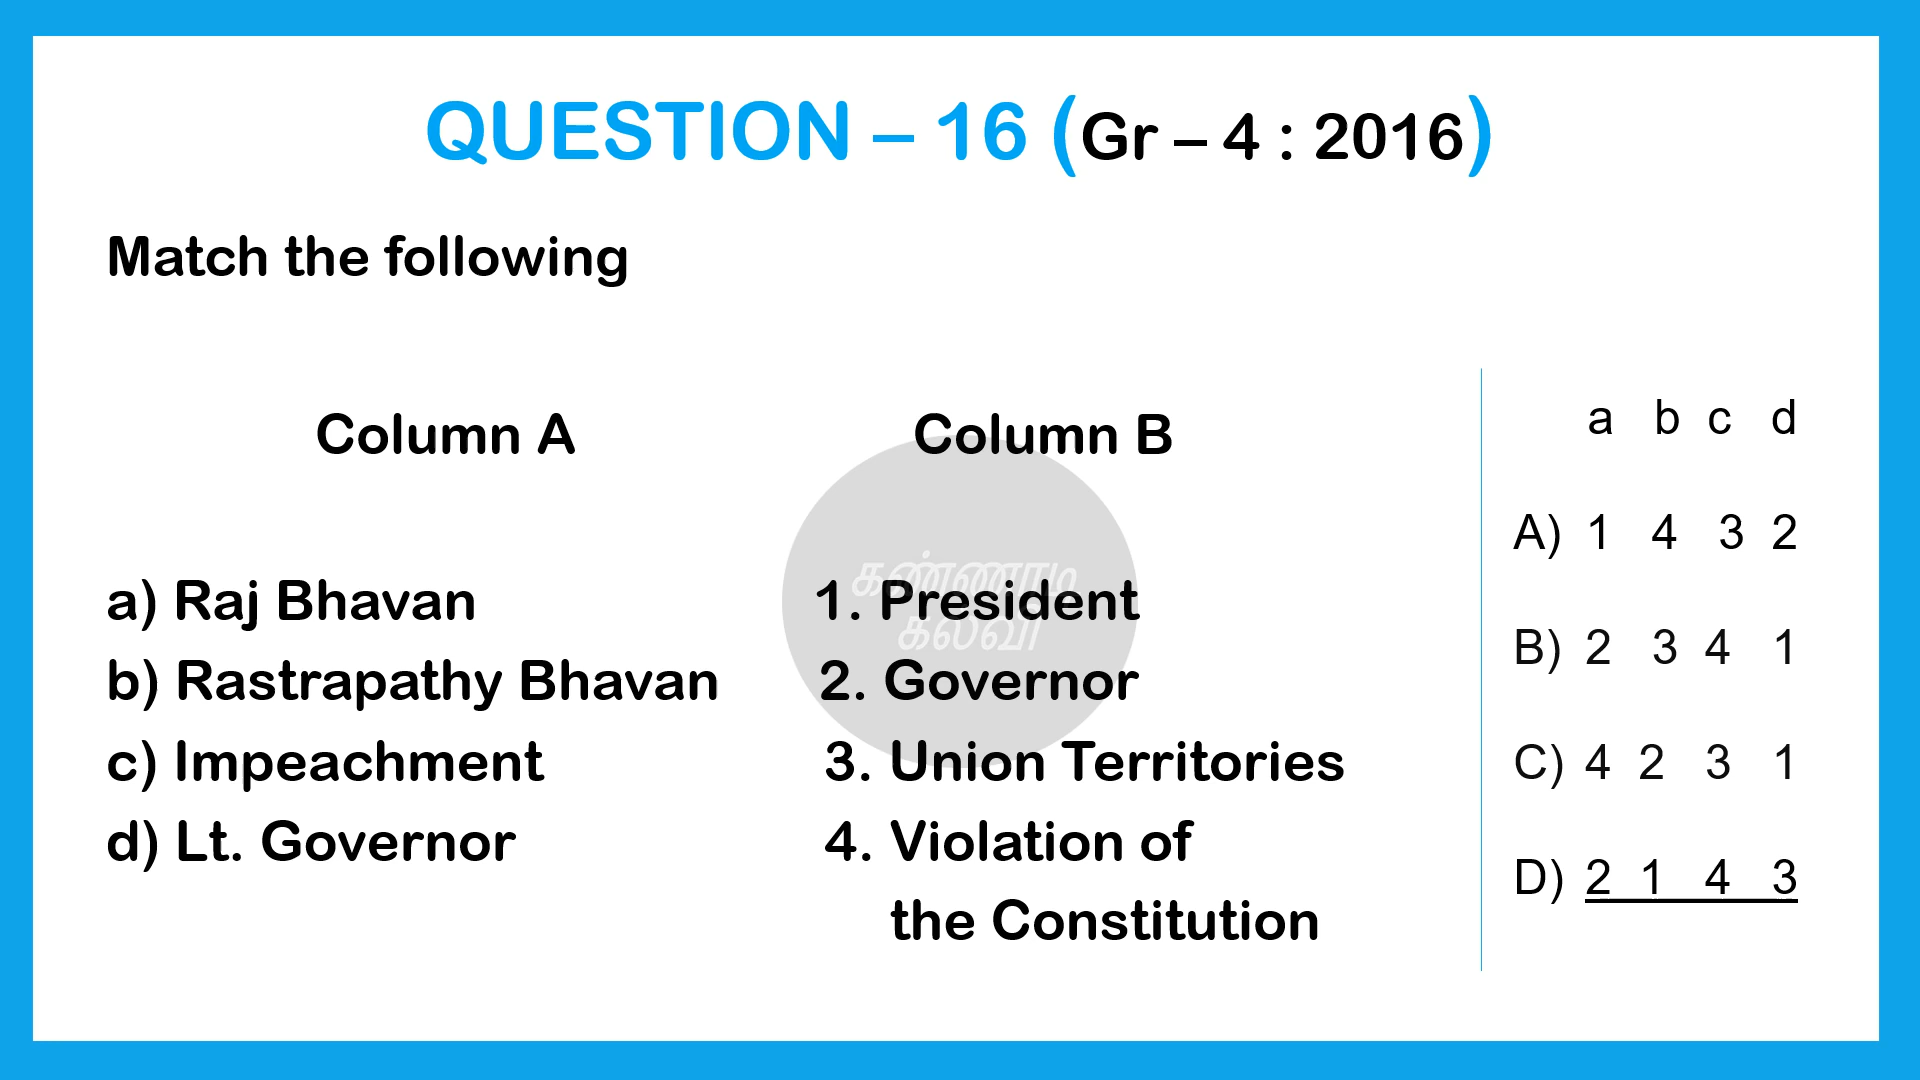 QUESTION – 16 (Gr – 4 : 2016)
Match the following
Column A
Column B
a) Raj Bhavan
1. President
b) Rastrapathy Bhavan
2. Governor
c) Impeachment
3. Union Territories
d) Lt. Governor
4. Violation of
the Constitution
கண்ணாடி
கல்வி
a b c d
A) 1 4 3 2
B) 2 3 4 1
C) 4 2 3 1
D) 2 1 4 3